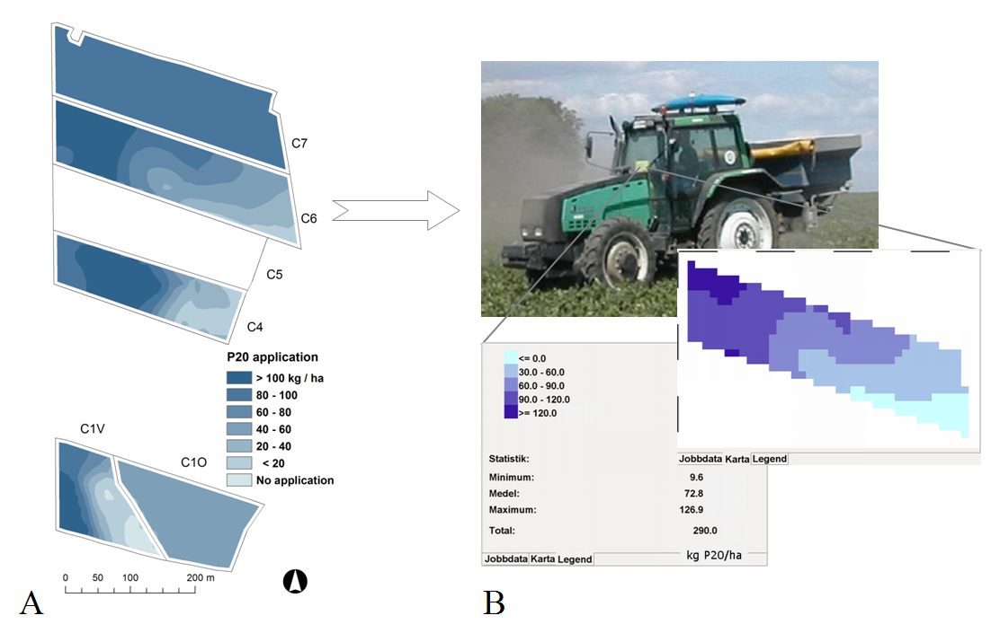 C7
C6
C5
C4
P20 application
> 100 kg / ha
80 - 100
60 - 80
40 - 60
20 - 40
< 20
No application
C1V
C1O
0 50 100 200 m
A
<= 0.0
30.0 - 60.0
60.0 - 90.0
90.0 - 120.0
>= 120.0
Statistik:
Minimum: 9.6
Medel: 72.8
Maximum: 126.9
Total: 290.0
kg P20/ha
Jobbdata Karta Legend
Jobbdata Karta Legend
B